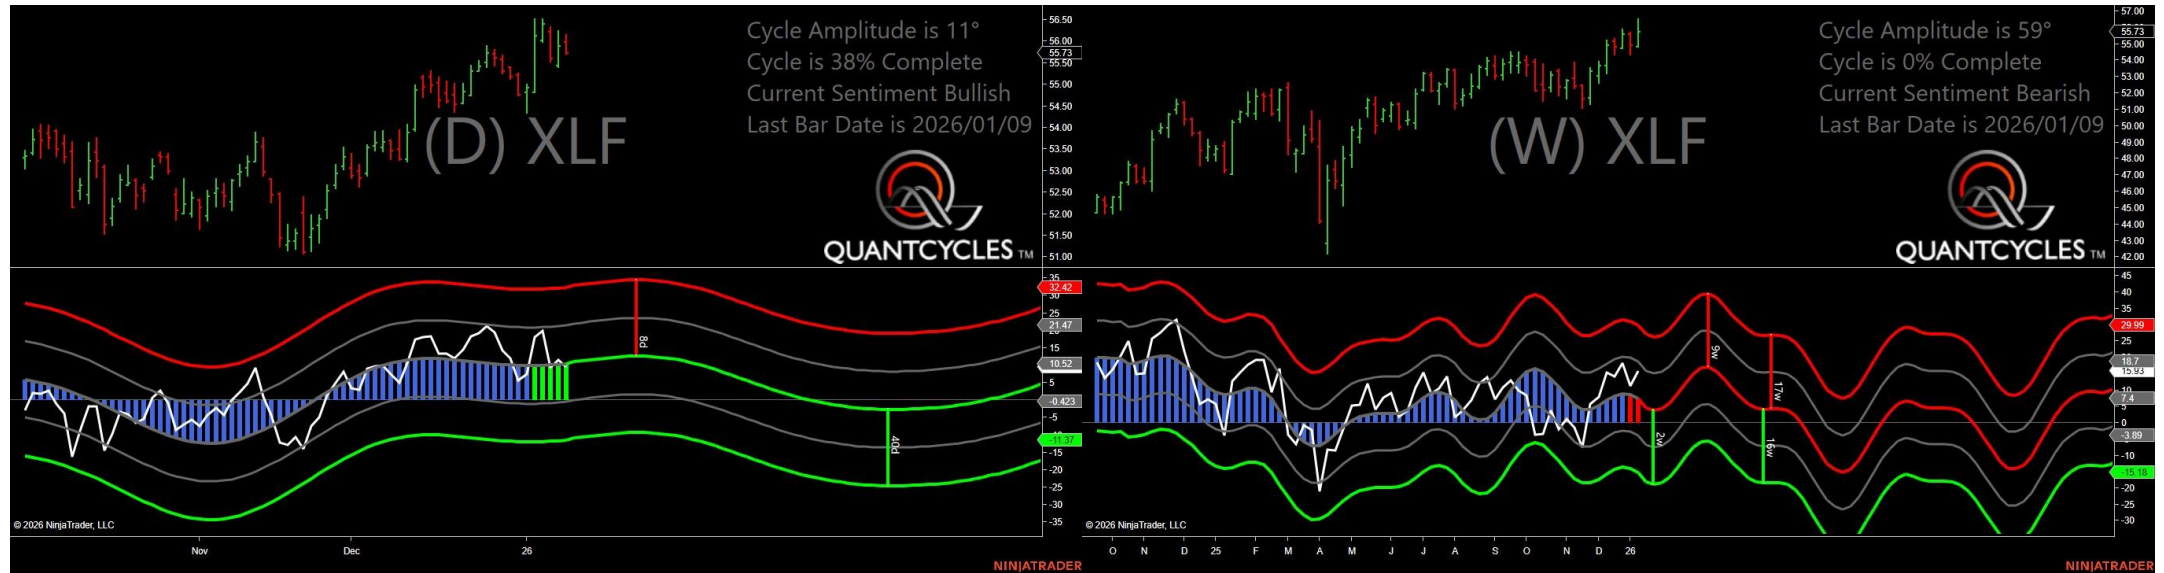 Cycle Amplitude is 11°
Cycle is 38% Complete
Current Sentiment Bullish
Last Bar Date is 2026/01/09
(D) XLF
QUANTCYCLES TM
56.50
56.00
55.73
55.50
55.00
54.50
54.00
53.50
53.00
52.50
52.00
51.50
51.00
35
32.42
30
25
21.47
15
10.52
5
-0.423
-5
-11.37
-15
-20
-25
-30
-35
8d
40d
© 2026 NinjaTrader, LLC
Nov
Dec
26
NINJATRADER
Cycle Amplitude is 59°
Cycle is 0% Complete
Current Sentiment Bearish
Last Bar Date is 2026/01/09
(W) XLF
QUANTCYCLES TM
57.00
55.73
55.00
54.00
53.00
52.00
51.00
50.00
49.00
48.00
47.00
46.00
45.00
44.00
43.00
42.00
45
40
35
29.99
25
18.7
15.93
10
7.4
5
0
-3.89
-10
-15.18
-20
-30
9w
17w
2w
16w
© 2026 NinjaTrader, LLC
O
N
D
25
F
M
A
M
J
J
A
S
O
N
D
26
NINJATRADER